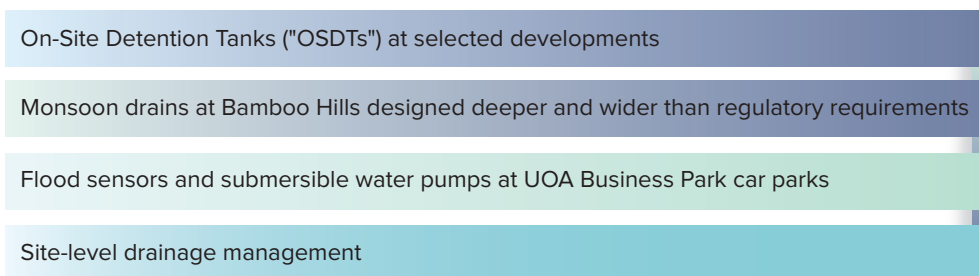 On-Site Detention Tanks ("OSDTs") at selected developments
Monsoon drains at Bamboo Hills designed deeper and wider than regulatory requirements
Flood sensors and submersible water pumps at UOA Business Park car parks
Site-level drainage management